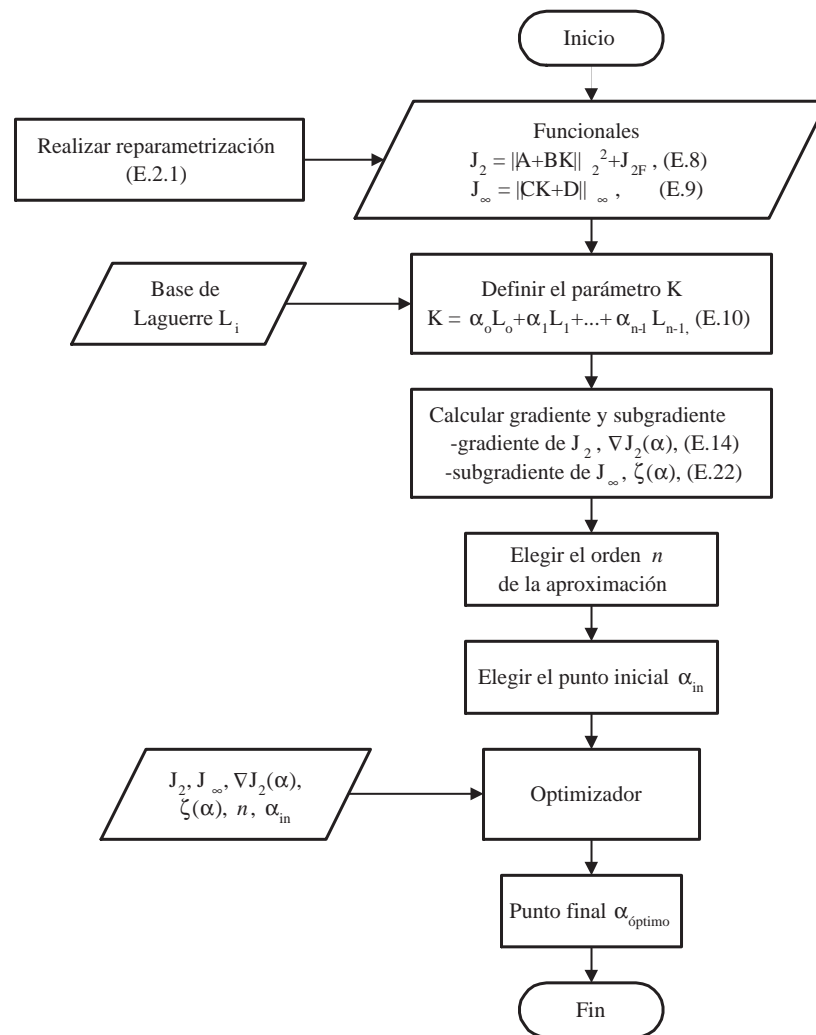 Inicio
Realizar reparametrización
(E.2.1)
Funcionales
J₂ = ||A+BK|| ₂²+J₂F , (E.8)
J∞ = ||CK+D|| ∞ , (E.9)
Base de
Laguerre Lᵢ
Definir el parámetro K
K = αₒLₒ+α₁L₁+...+αn-1 Ln-1, (E.10)
Calcular gradiente y subgradiente
-gradiente de J₂ , ∇J₂(α), (E.14)
-subgradiente de J∞, ζ(α), (E.22)
Elegir el orden n
de la aproximación
Elegir el punto inicial αin
J₂, J∞, ∇J₂(α),
ζ(α), n, αin
Optimizador
Punto final αóptimo
Fin